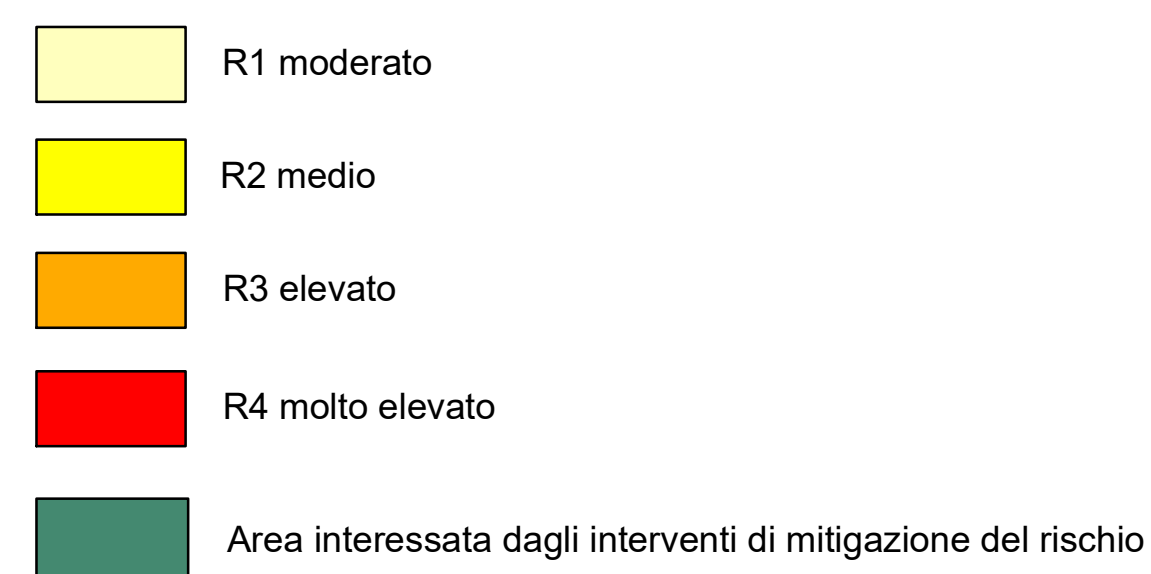 R1 moderato
R2 medio
R3 elevato
R4 molto elevato
Area interessata dagli interventi di mitigazione del rischio